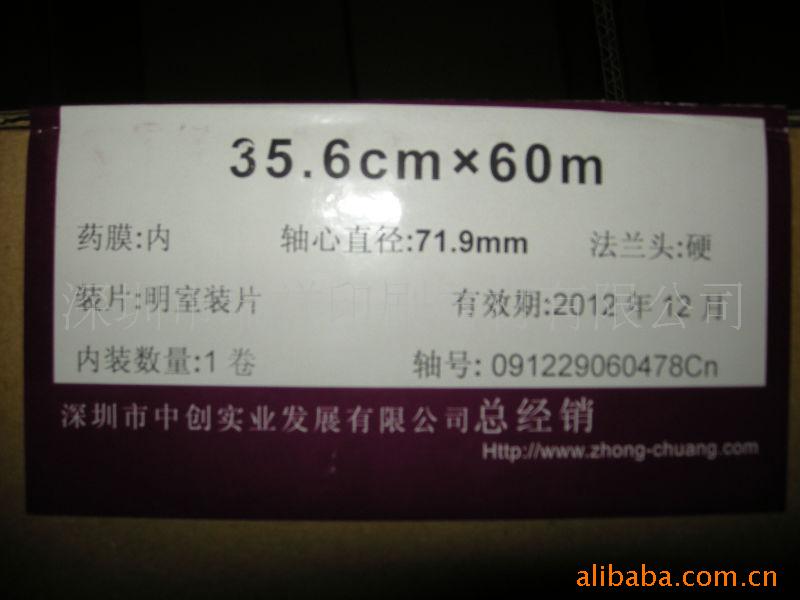 35.6cm×60m
药膜:内 轴心直径:71.9mm 法兰头:硬
装片:明室装片 有效期:2012年12月
内装数量:1卷 轴号:091229060478Cn
深圳市中创实业发展有限公司总经销
Http://www.zhong-chuang.com
alibaba.com.cn